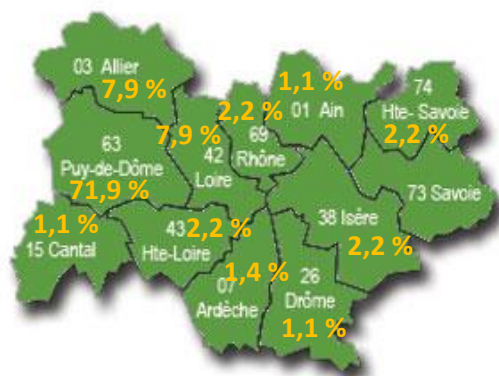 03 Allier
7,9 %
1,1 %
01 Ain
74
Hte- Savoie
2,2 %
2,2 %
69
Rhône
7,9 %
42
Loire
63
Puy-de-Dôme
71,9 %
73 Savoie
1,1 %
15 Cantal
43 2,2 %
Hte-Loire
38 Isère
2,2 %
1,4 %
07
Ardèche
26
Drôme
1,1 %